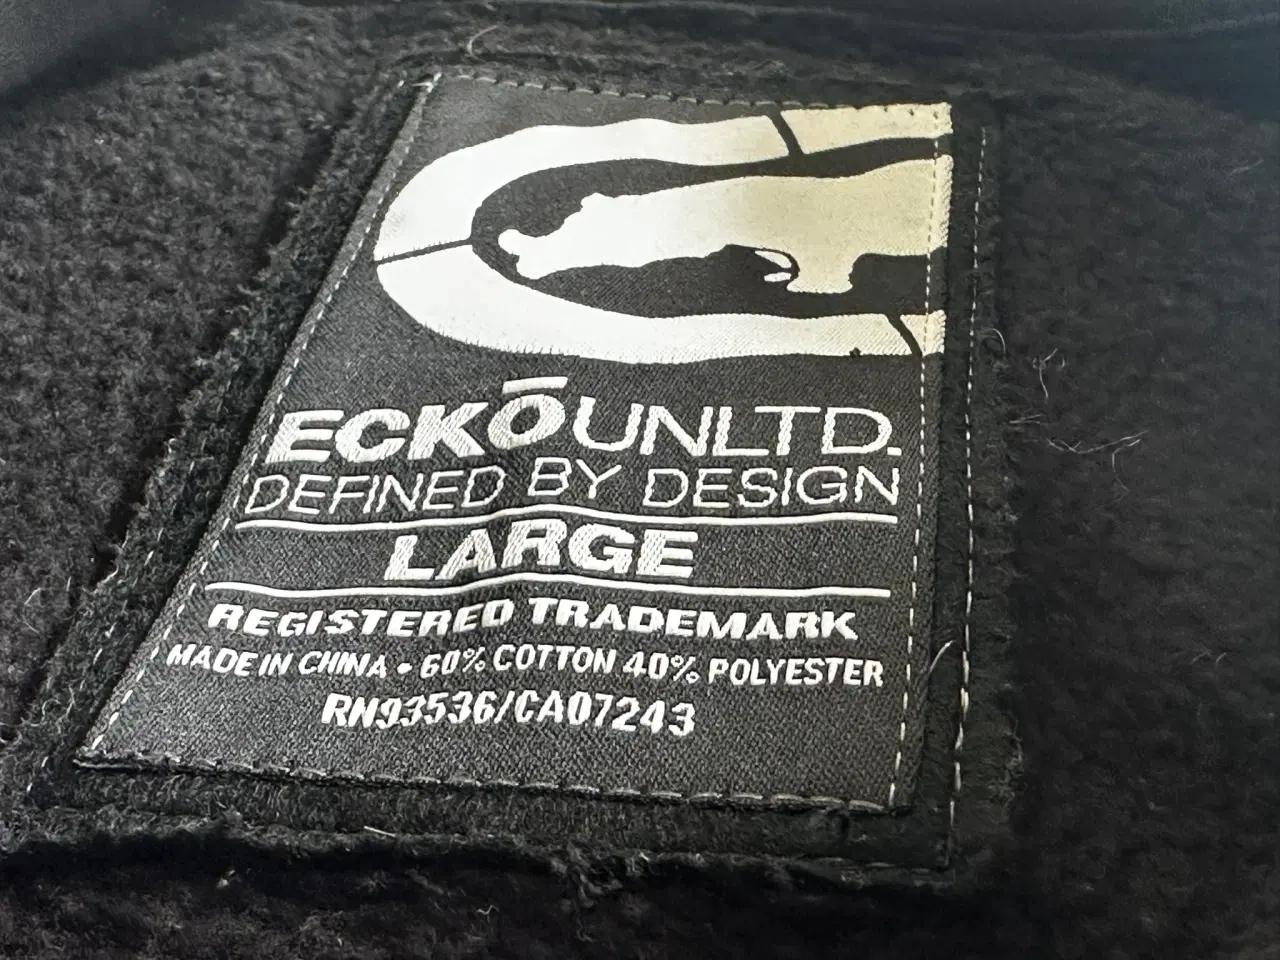 ECKŌUNLTD.
DEFINED BY DESIGN
LARGE
REGISTERED TRADEMARK
MADE IN CHINA • 60% COTTON 40% POLYESTER
RN93536/CA07243